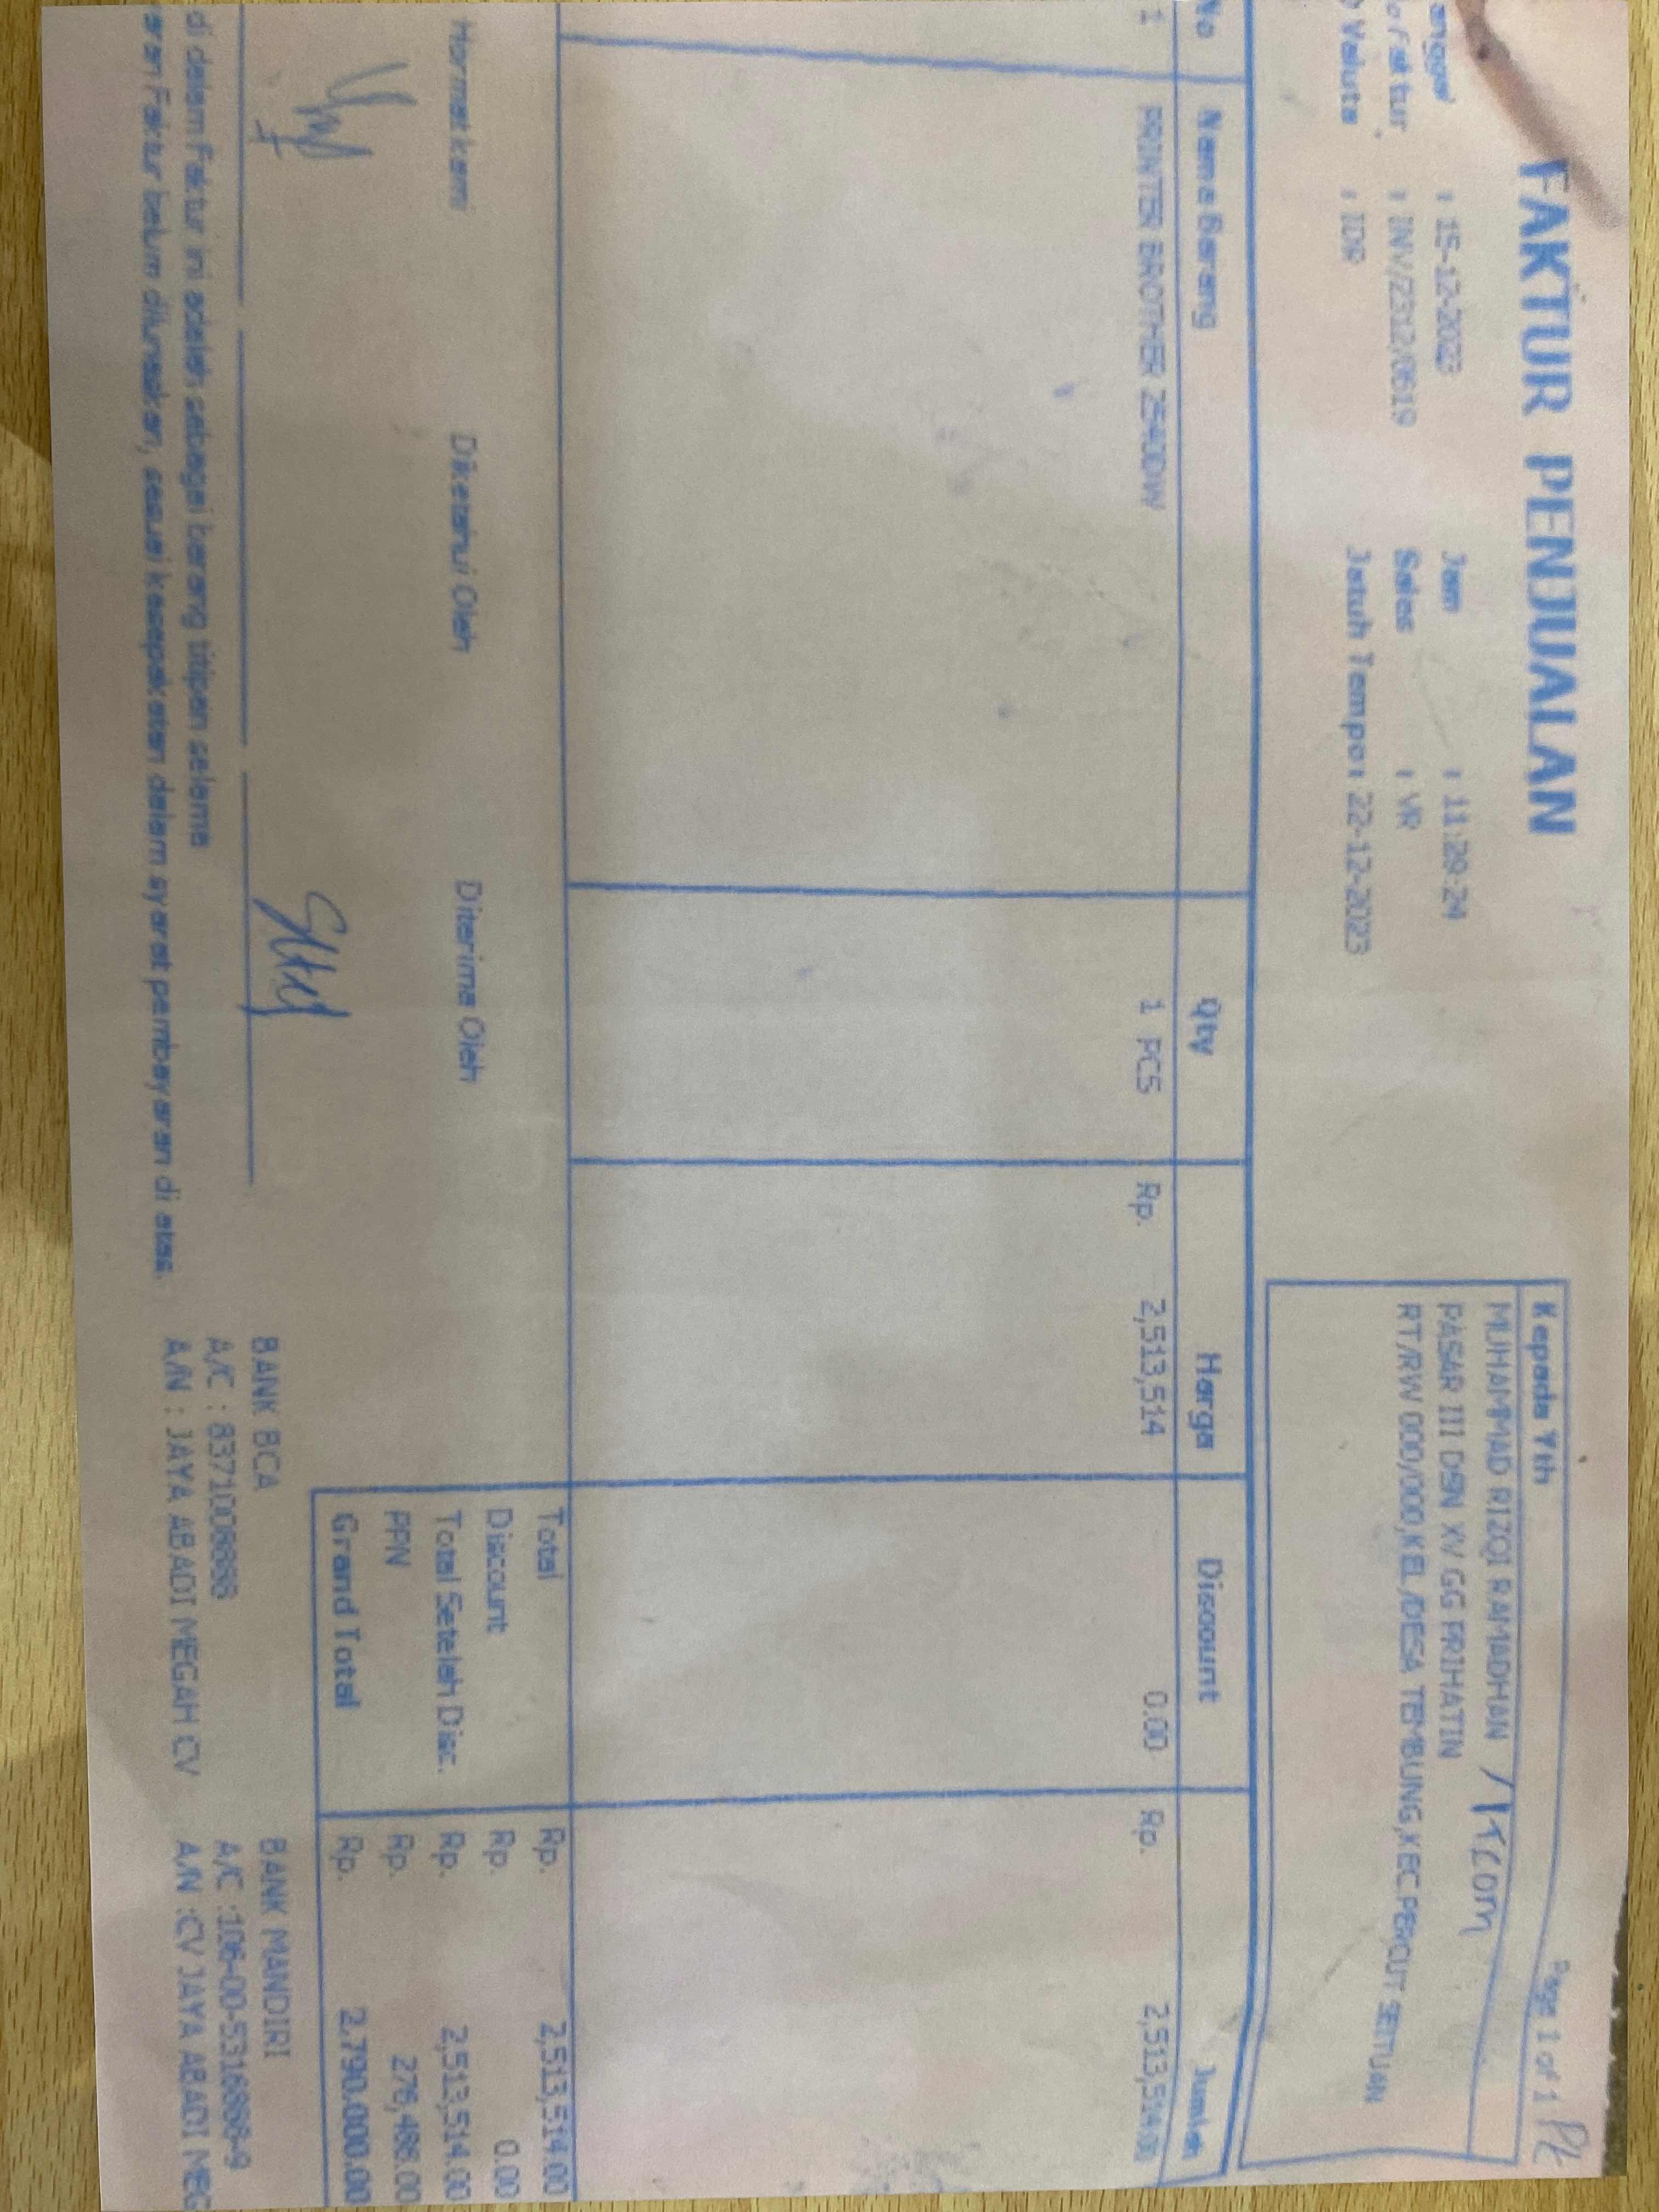 Page 1 of 1
FAKTUR PENJUALAN
anggal : 15-12-2023 Jam : 11:29:24
o Faktur : INV/2312/0619 Sales : VR
Valuta : IDR Jatuh Tempo: 22-12-2023
Kepada Yth
MUHAMMAD RIZQI RAMADHAN
PASAR III DSN XV GG PRIHATIN
RT/RW 000/000,KEL/DESA TEMBUNG,KEC.PERCUT SEITUAN
No Nama Barang Qty Harga Discount Jumlah
1 PRINTER BROTHER 2540DW 1 PCS Rp. 2,513,514 0.00 Rp. 2,513,514.00
Total Rp. 2,513,514.00
Discount Rp. 0.00
Total Setelah Disc. Rp. 2,513,514.00
PPN Rp. 276,486.00
Grand Total Rp. 2,790,000.00
Hormat kami Diketahui Oleh Diterima Oleh
di dalam Faktur ini adalah sebagai barang titipan selama
aran Faktur belum dilunaskan, sesuai kesepakatan dalam syarat pembayaran di atas.
BANK BCA
A/C : 8371008888
A/N : JAYA ABADI MEGAH CV
BANK MANDIRI
A/C :106-00-5316888-9
A/N :CV JAYA ABADI MEG